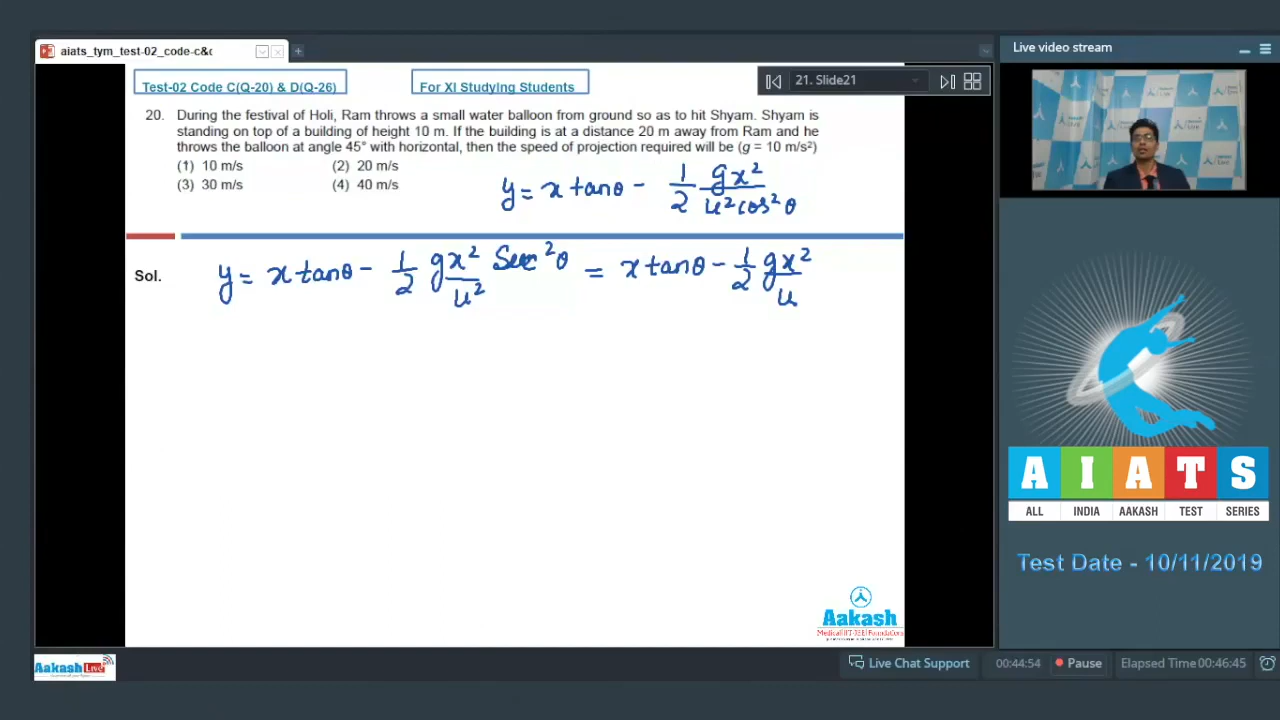 aiats_tym_test-02_code-c&c
Live video stream
Test-02 Code C(Q-20) & D(Q-26)
For XI Studying Students
21. Slide21
20. During the festival of Holi, Ram throws a small water balloon from ground so as to hit Shyam. Shyam is
standing on top of a building of height 10 m. If the building is at a distance 20 m away from Ram and he
throws the balloon at angle 45° with horizontal, then the speed of projection required will be (g = 10 m/s²)
(1) 10 m/s (2) 20 m/s
(3) 30 m/s (4) 40 m/s
y = x tanθ - 1/2 gx²/u²cos²θ
Sol. y = x tanθ - 1/2 gx²/u² Sec²θ = x tanθ - 1/2 gx²/u
A I A T S
ALL INDIA AAKASH TEST SERIES
Test Date - 10/11/2019
Aakash
Medical|IIT-JEE|Foundations
Aakash Live
Live Chat Support
00:44:54
Pause
Elapsed Time 00:46:45